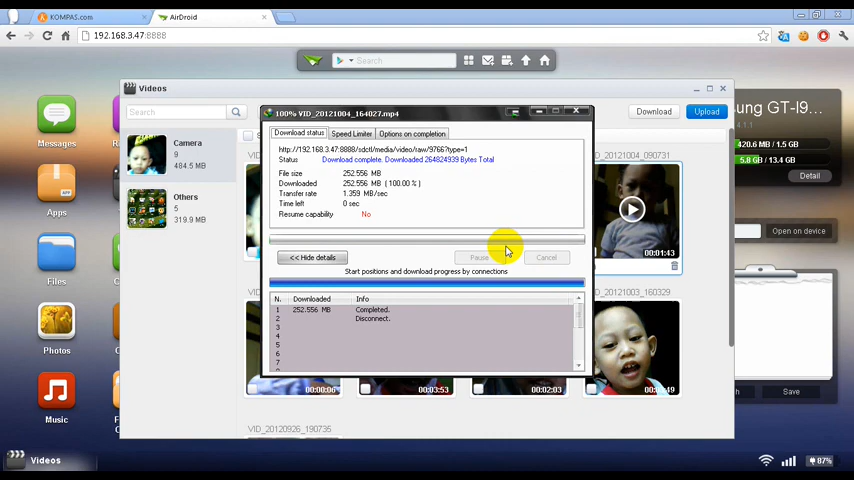 KOMPAS.com
AirDroid
192.168.3.47:8888
Search
Videos
Search
Download
Upload
Camera
9
484.5 MB
Others
5
319.9 MB
100% VID_20121004_164027.mp4
Download status
Speed Limiter
Options on completion
http://192.168.3.47:8888/sdctl/media/video/raw/9766?type=1
Status Download complete. Downloaded 264824939 Bytes Total
File size 252.556 MB
Downloaded 252.556 MB ( 100.00 % )
Transfer rate 1.359 MB/sec
Time left 0 sec
Resume capability No
<< Hide details
Pause
Cancel
Start positions and download progress by connections
N. Downloaded Info
1 252.556 MB Completed.
2 Disconnect.
3
4
5
6
7
_20121004_090731
00:01:43
_20121003_160329
00:00:06
00:03:53
00:02:03
VID_20120926_190735
Messages
Apps
Files
Photos
Music
sung GT-I9...
4.1.1
420.6 MB / 1.5 GB
5.8 GB / 13.6 GB
Detail
Open on device
Save
Videos
87%